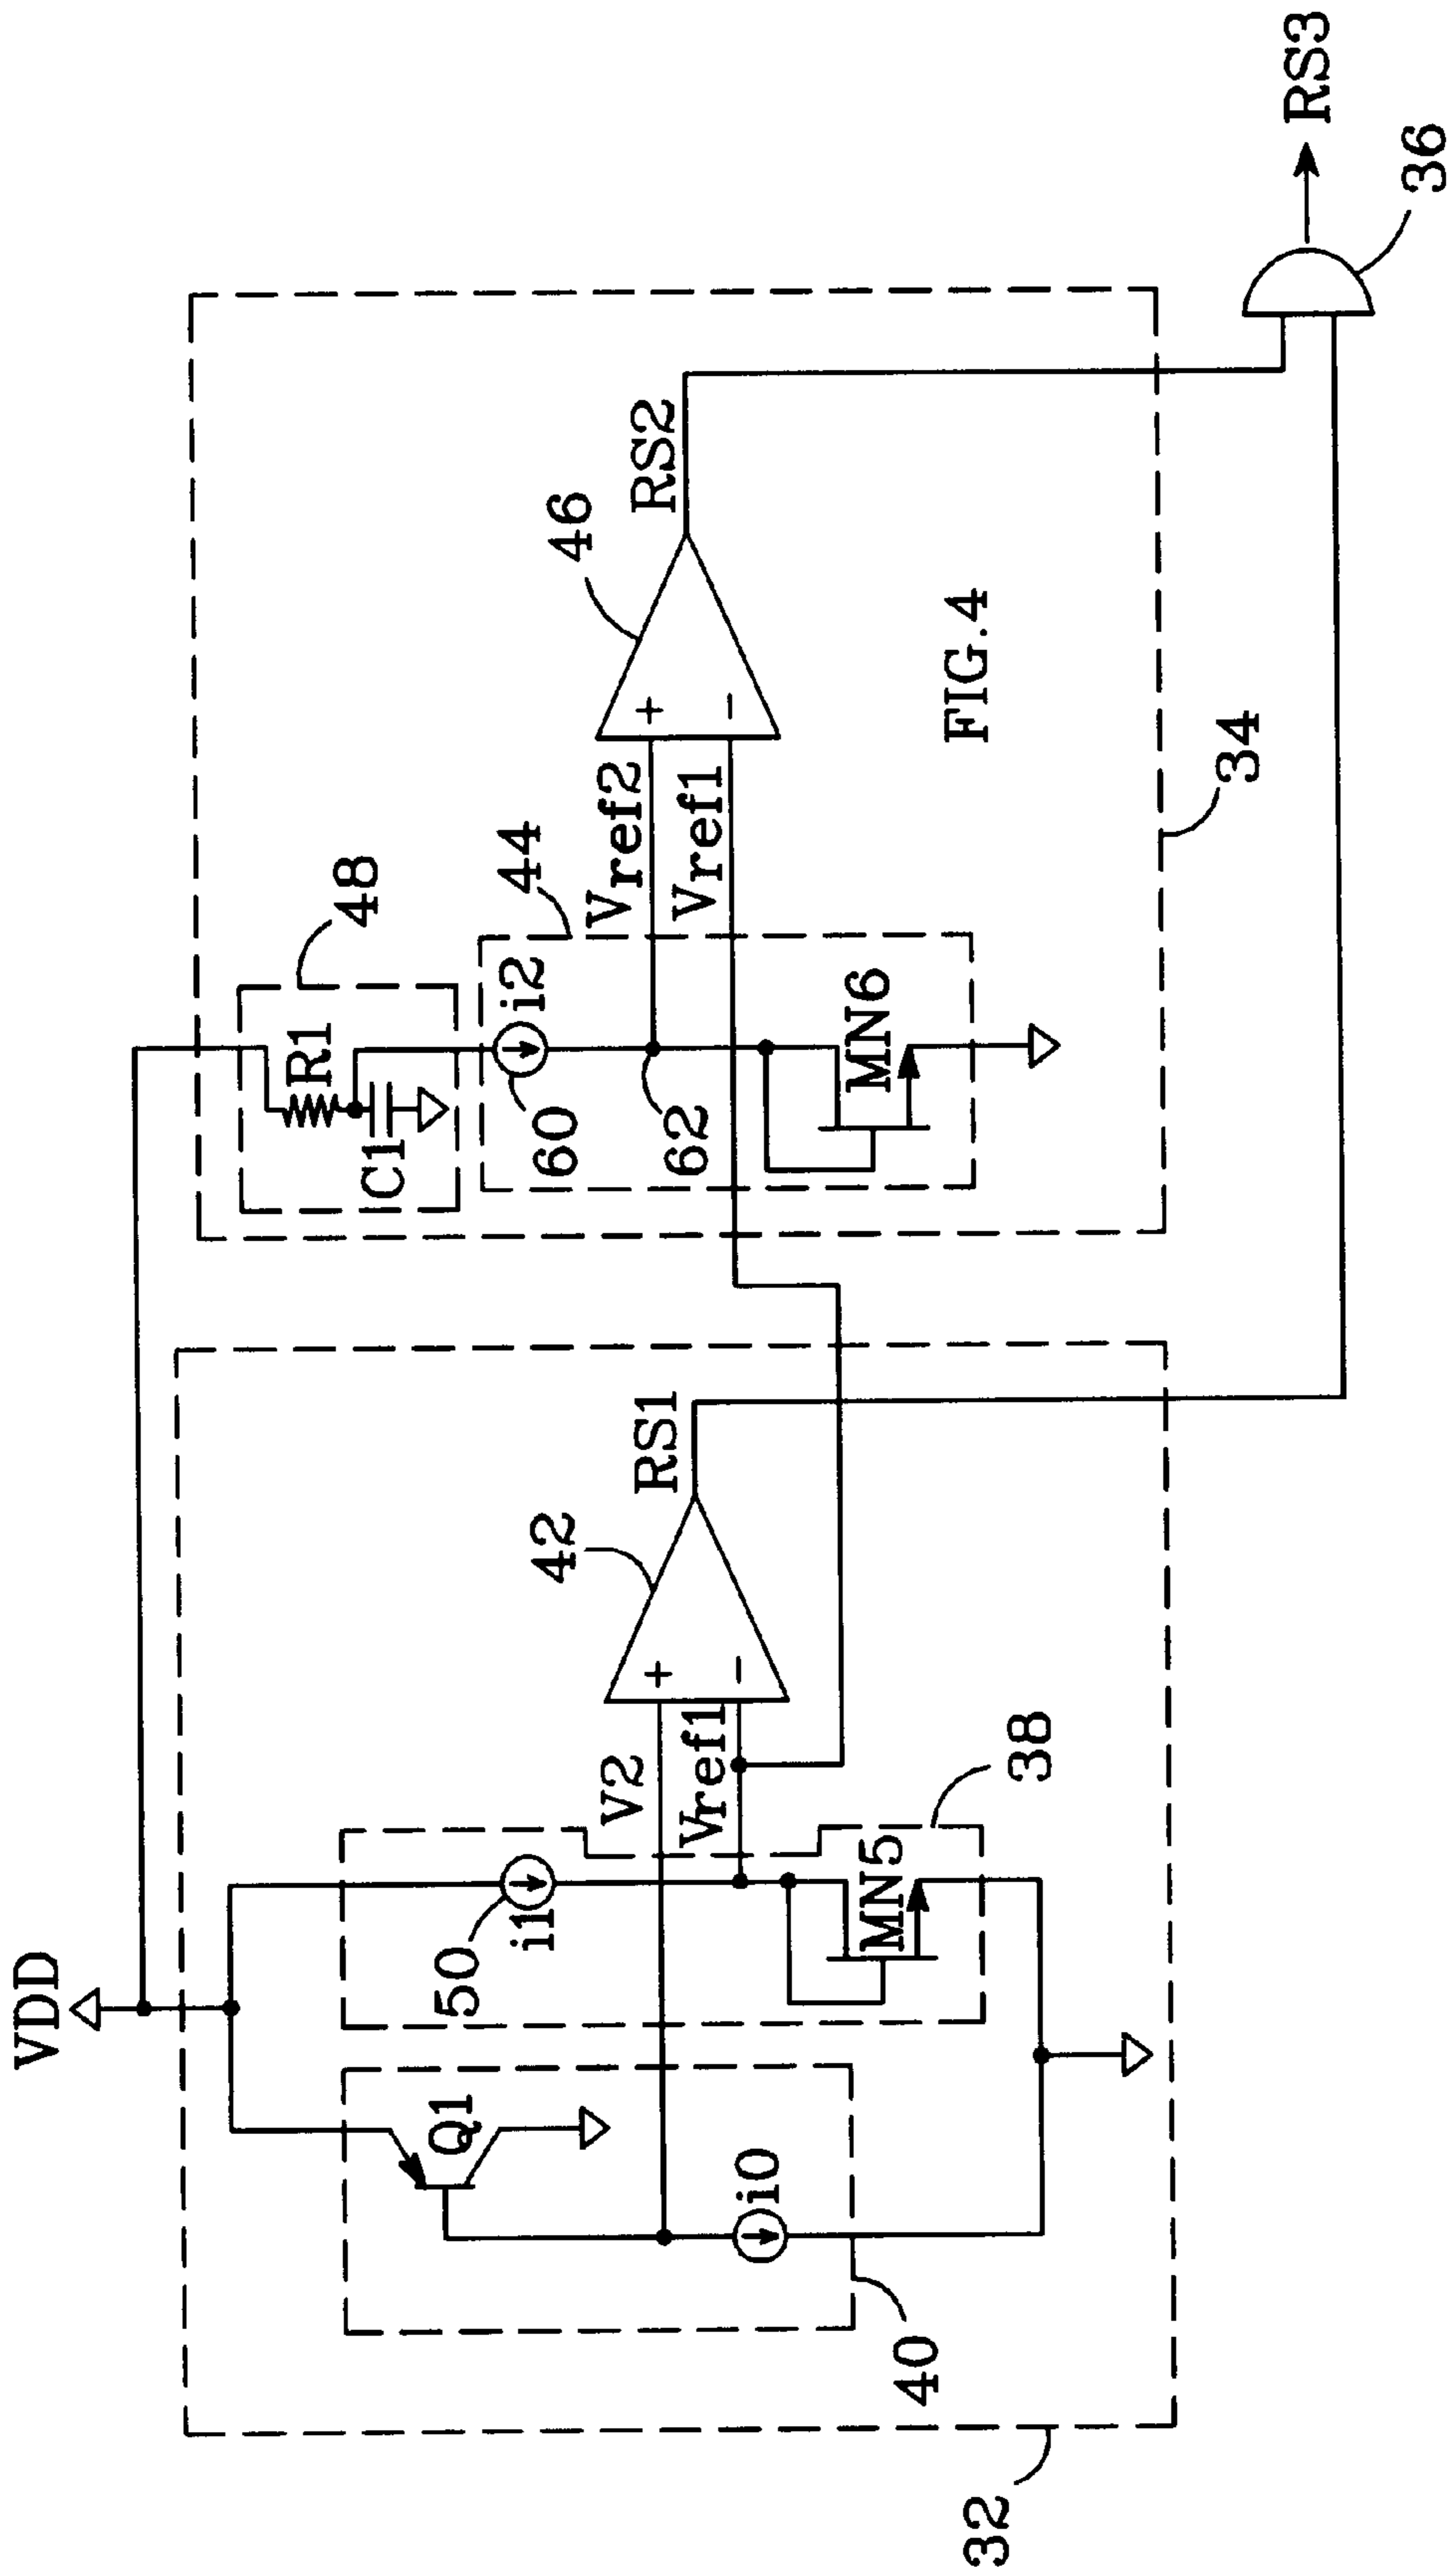 VDD
Q1
i0
40
32
50
i1
V2
Vref1
MN5
38
42
+
−
RS1
48
R1
C1
44
i2
60
62
Vref2
Vref1
MN6
46
+
−
RS2
FIG.4
34
36
RS3